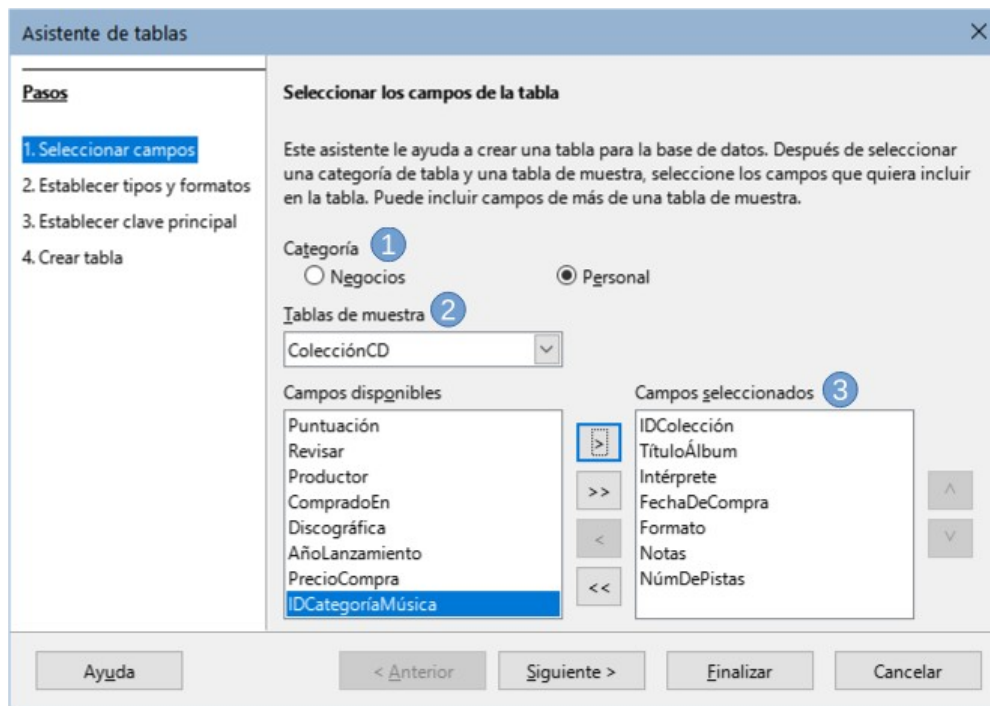 Asistente de tablas
Pasos
1. Seleccionar campos
2. Establecer tipos y formatos
3. Establecer clave principal
4. Crear tabla
Seleccionar los campos de la tabla
Este asistente le ayuda a crear una tabla para la base de datos. Después de seleccionar
una categoría de tabla y una tabla de muestra, seleccione los campos que quiera incluir
en la tabla. Puede incluir campos de más de una tabla de muestra.
Categoría 1
Negocios Personal
Tablas de muestra 2
ColecciónCD
Campos disponibles
Puntuación
Revisar
Productor
CompradoEn
Discográfica
AñoLanzamiento
PrecioCompra
IDCategoríaMúsica
>
>>
<
<<
Campos seleccionados 3
IDColección
TítuloÁlbum
Intérprete
FechaDeCompra
Formato
Notas
NúmDePistas
Ayuda < Anterior Siguiente > Finalizar Cancelar